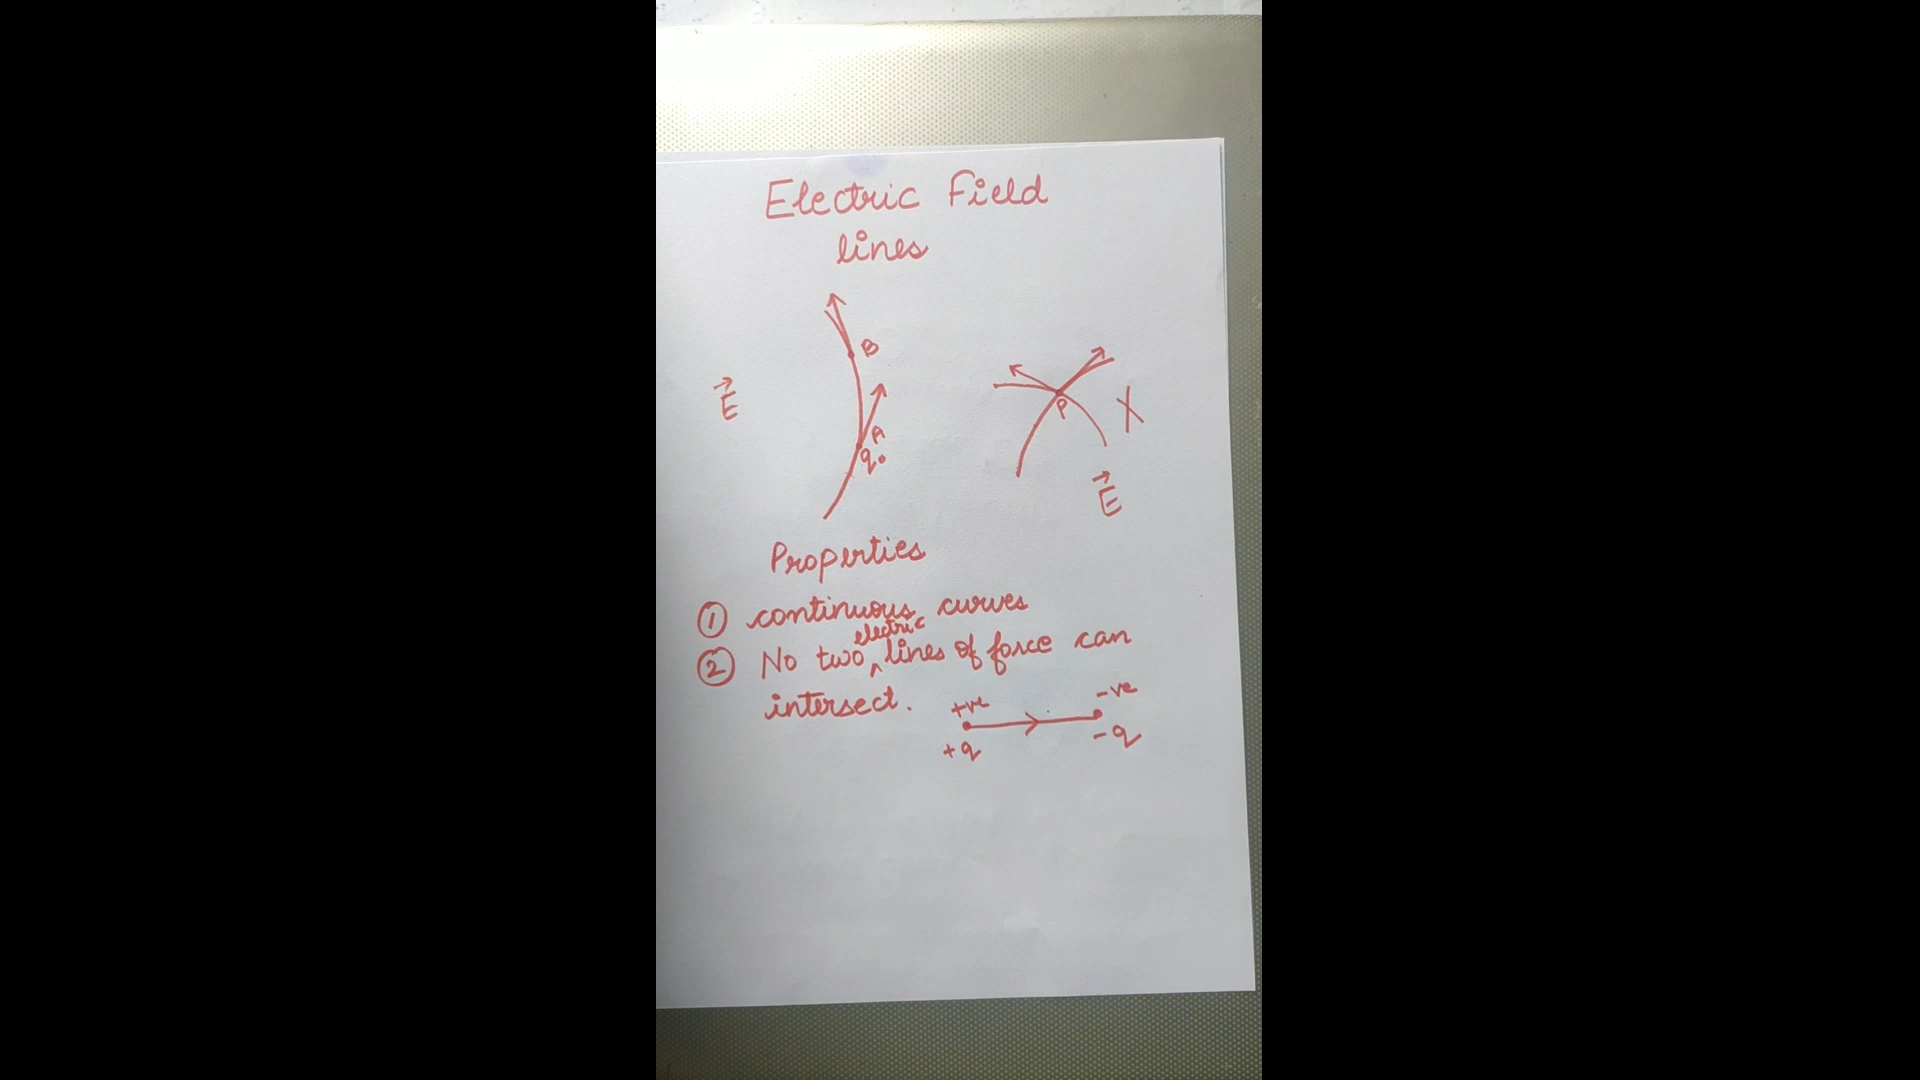 Electric Field
lines
B
E
A
q₀
P
X
E
Properties
① continuous curves
electric
② No two ^ lines of force can
intersect.
+ve
-ve
+q
-q